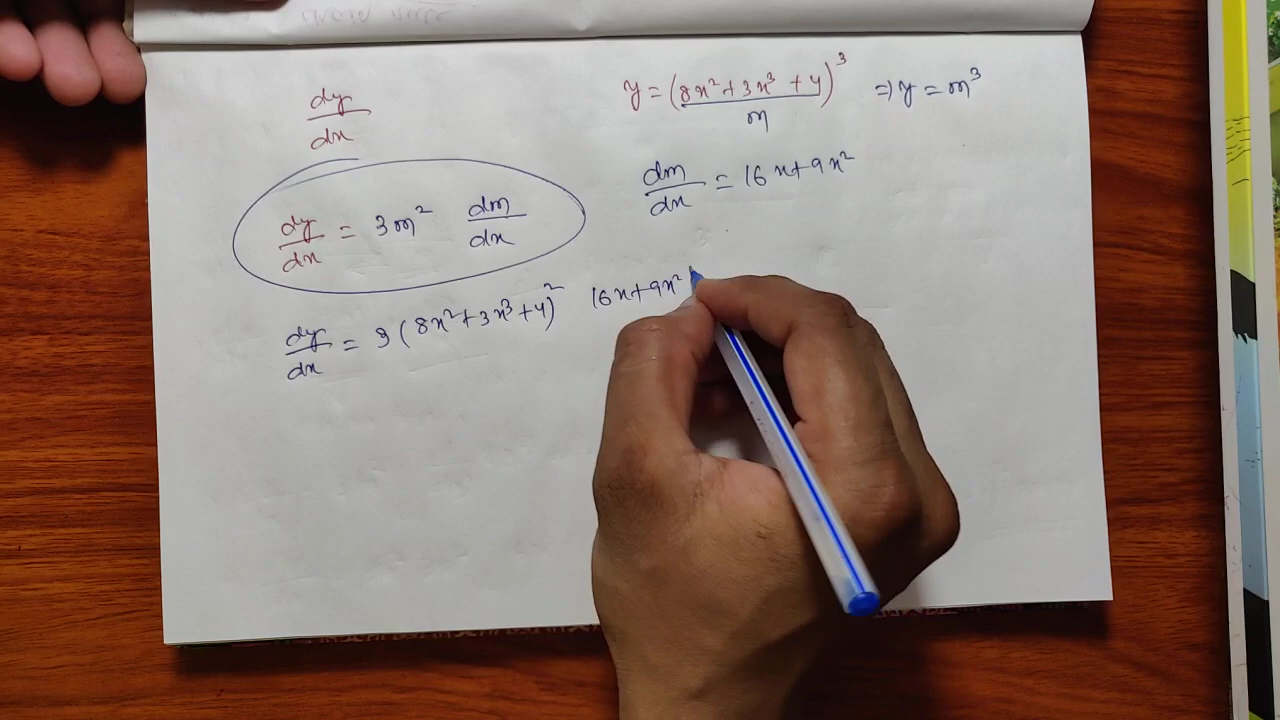 dy/dx
y = (8x²+3x³+4)³ ⇒ y = m³
m
dm/dx = 16x+9x²
dy/dx = 3m² dm/dx
dy/dx = 3(8x²+3x³+4)² 16x+9x²